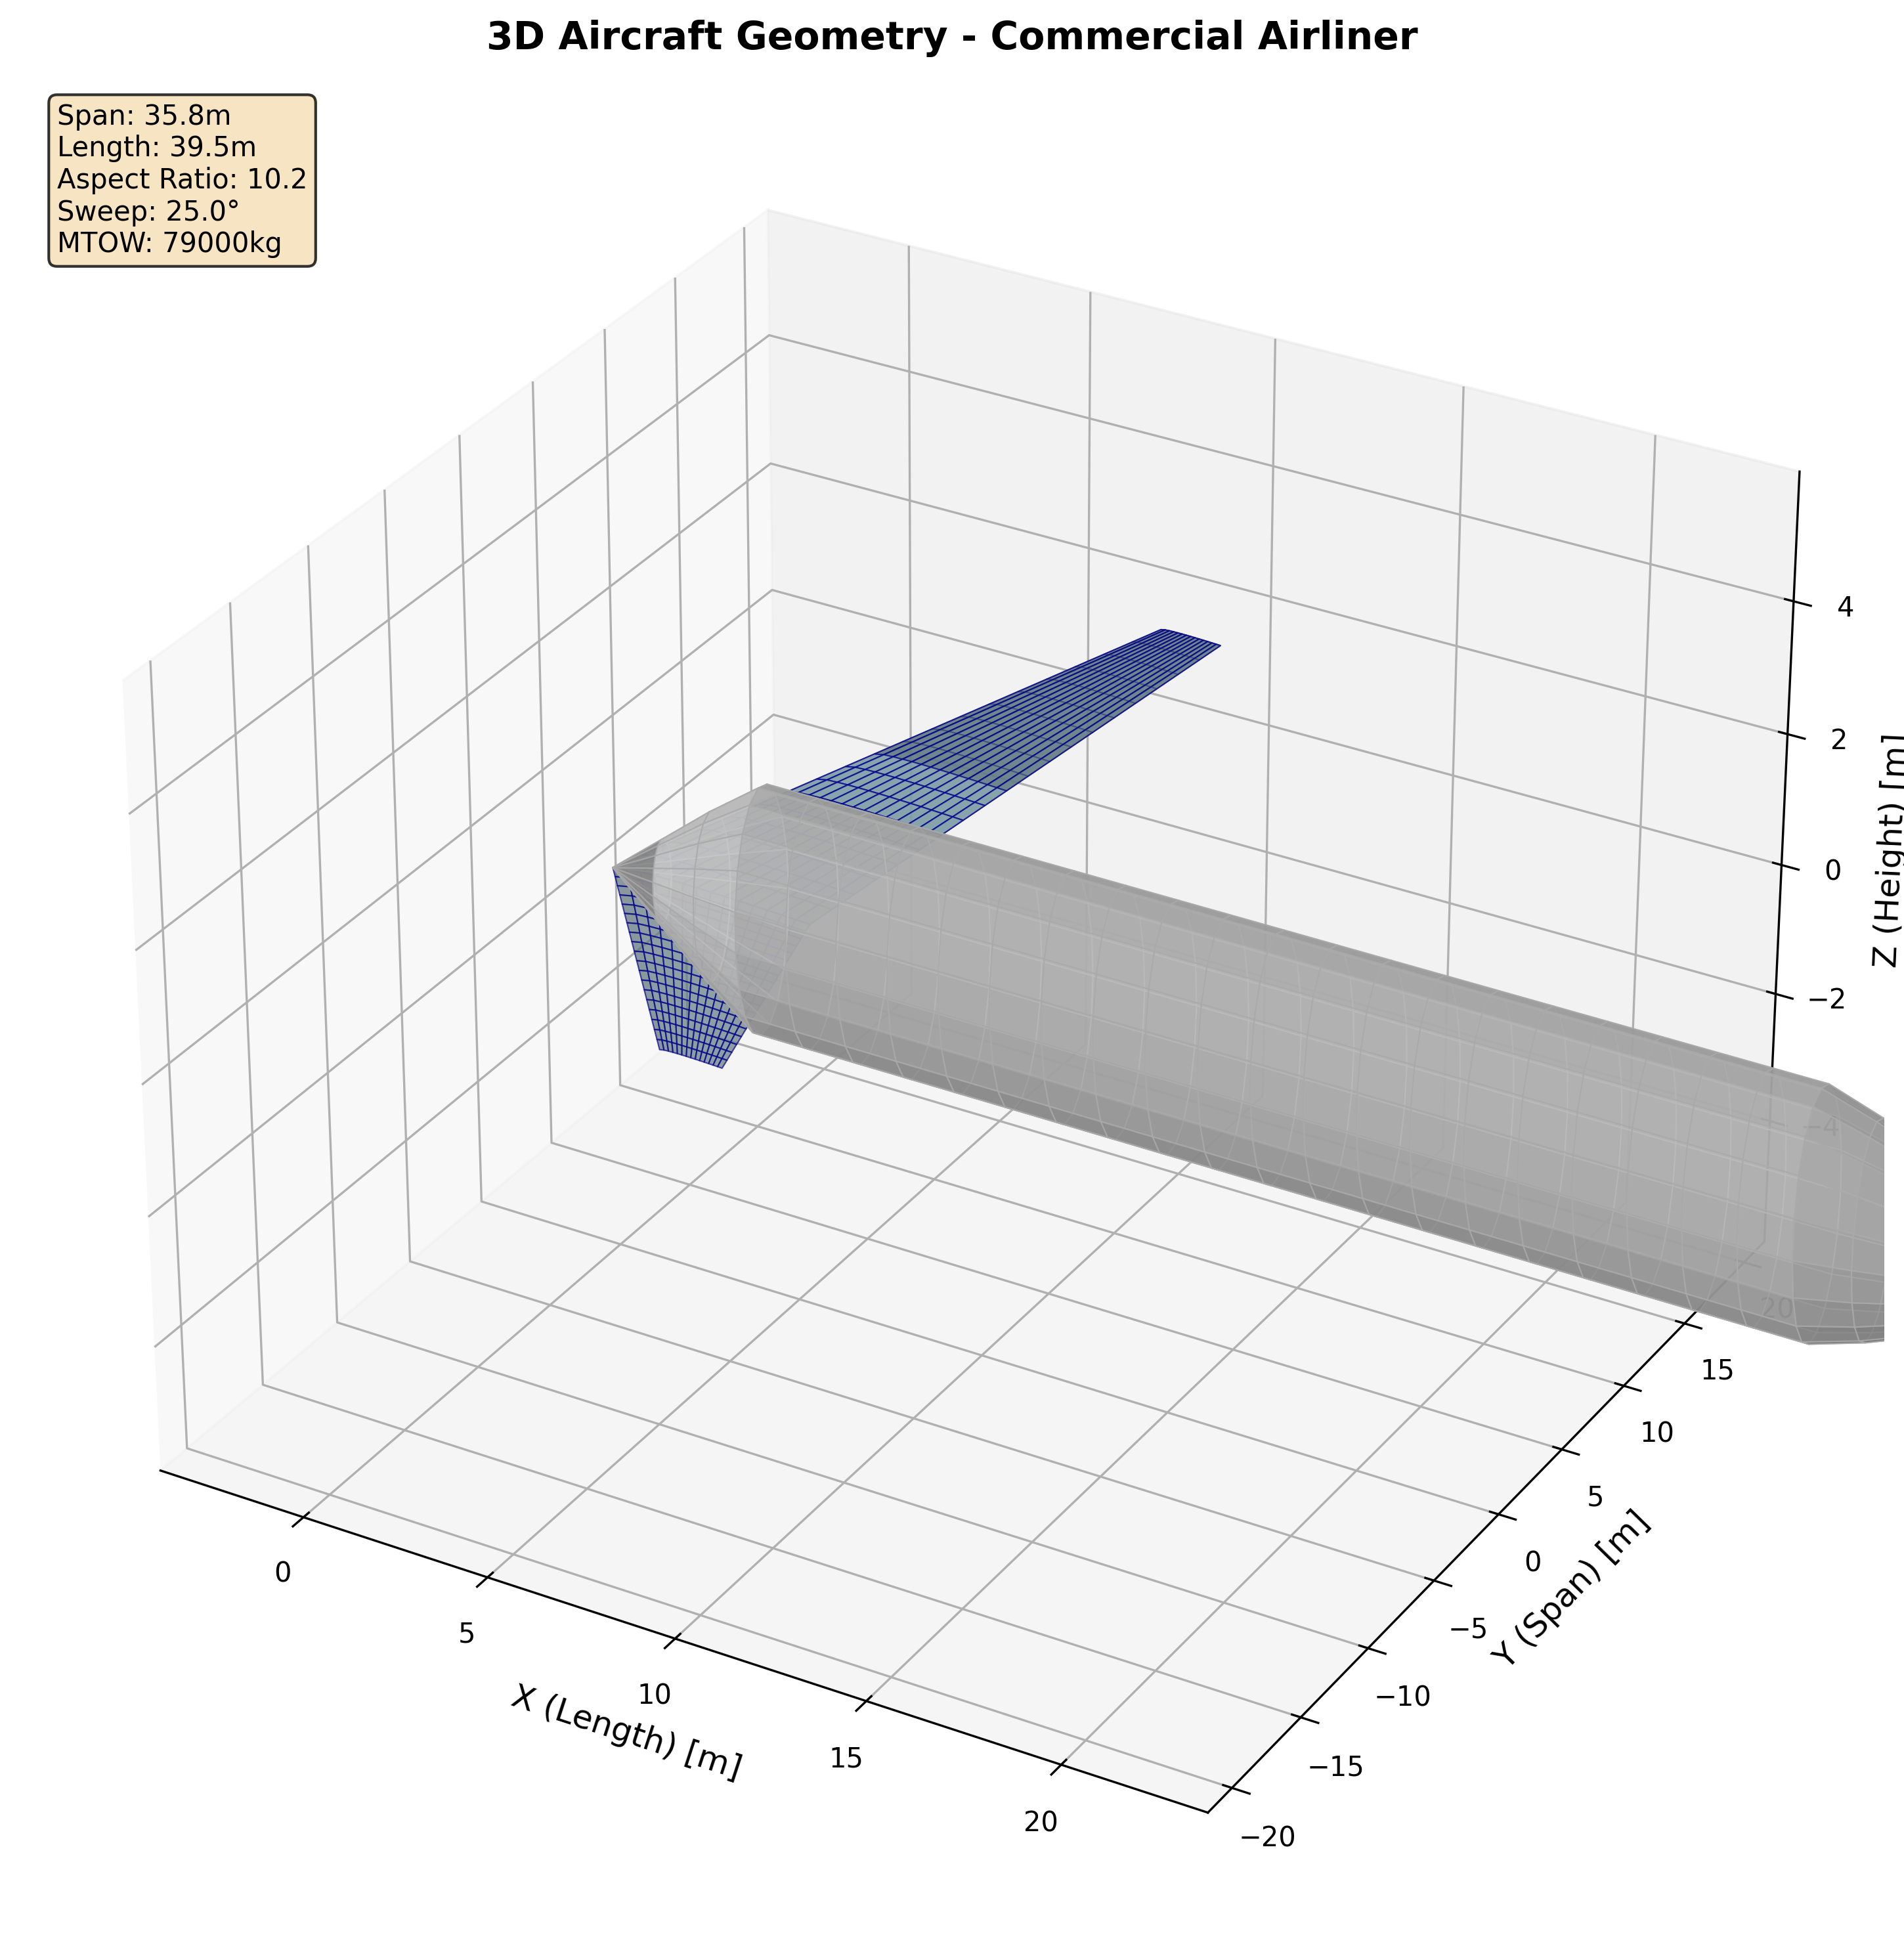 3D Aircraft Geometry - Commercial Airliner
Span: 35.8m
Length: 39.5m
Aspect Ratio: 10.2
Sweep: 25.0°
MTOW: 79000kg
4
2
0
−2
−4
Z (Height) [m]
20
15
10
5
0
−5
−10
−15
−20
Y (Span) [m]
0
5
10
15
20
X (Length) [m]